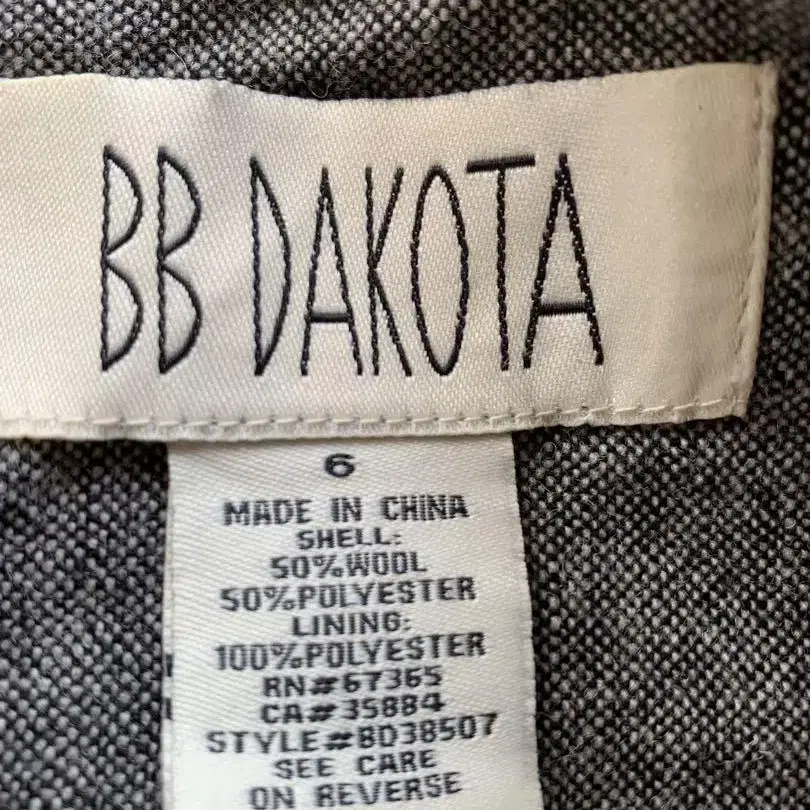 BB DAKOTA
6
MADE IN CHINA
SHELL:
50%WOOL
50%POLYESTER
LINING:
100%POLYESTER
RN#67365
CA#35884
STYLE#BD38507
SEE CARE
ON REVERSE